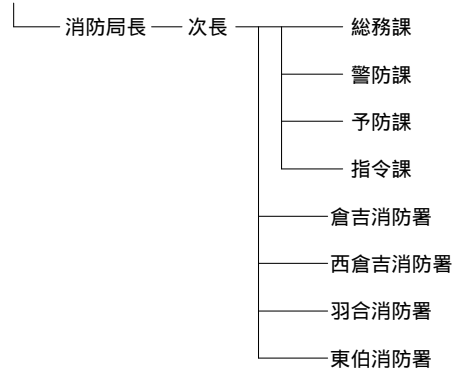 消防局長 次長 総務課
警防課
予防課
指令課
倉吉消防署
西倉吉消防署
羽合消防署
東伯消防署